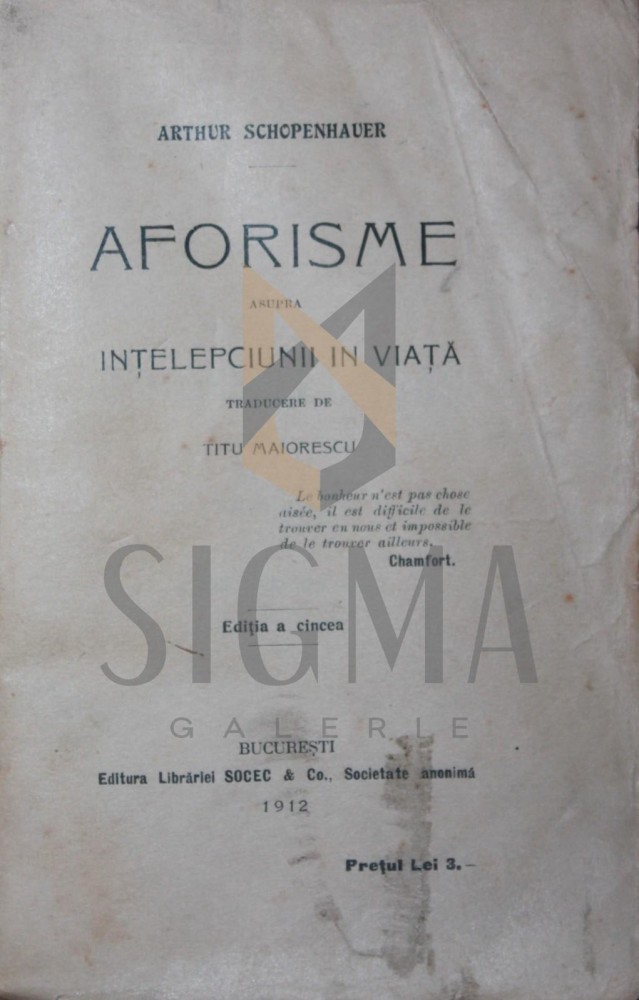 ARTHUR SCHOPENHAUER
AFORISME
ASUPRA
INȚELEPCIUNII IN VIAȚĂ
TRADUCERE DE
TITU MAIORESCU
Le bonheur n'est pas chose
aisée, il est difficile de le
trouver en nous et impossible
de le trouver ailleurs.
Chamfort.
SIGMA
Ediția a cincea
GALERIE
BUCUREȘTI
Editura Librăriei SOCEC & Co., Societate anonimă
1912
Prețul Lei 3.–